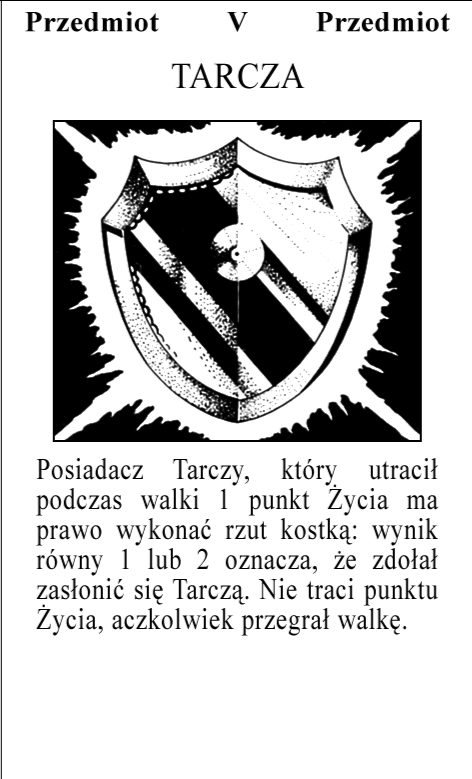 Przedmiot V Przedmiot
TARCZA
Posiadacz Tarczy, który utracił
podczas walki 1 punkt Życia ma
prawo wykonać rzut kostką: wynik
równy 1 lub 2 oznacza, że zdołał
zasłonić się Tarczą. Nie traci punktu
Życia, aczkolwiek przegrał walkę.